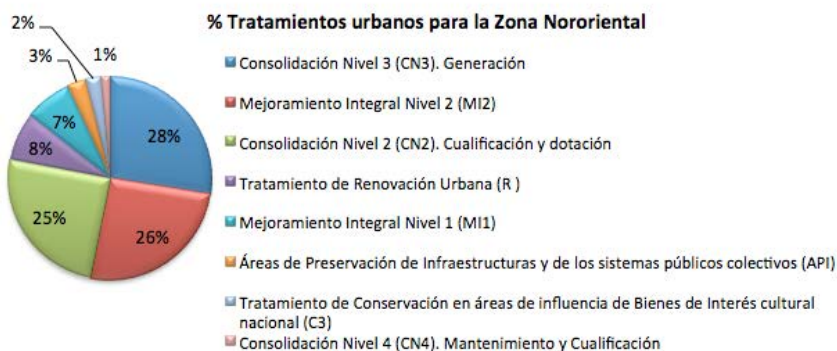 % Tratamientos urbanos para la Zona Nororiental
2%
3%
1%
28%
7%
8%
25%
26%
Consolidación Nivel 3 (CN3). Generación
Mejoramiento Integral Nivel 2 (MI2)
Consolidación Nivel 2 (CN2). Cualificación y dotación
Tratamiento de Renovación Urbana (R )
Mejoramiento Integral Nivel 1 (MI1)
Áreas de Preservación de Infraestructuras y de los sistemas públicos colectivos (API)
Tratamiento de Conservación en áreas de influencia de Bienes de Interés cultural
nacional (C3)
Consolidación Nivel 4 (CN4). Mantenimiento y Cualificación